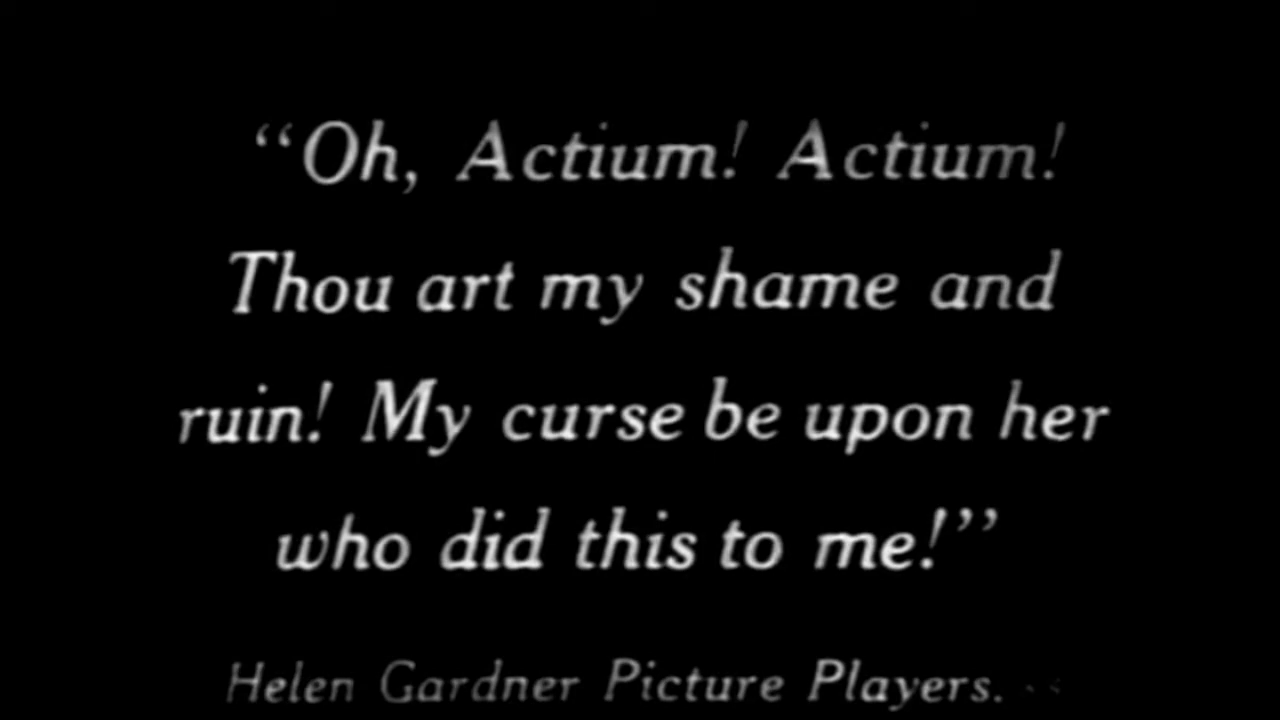 “Oh, Actium! Actium!
Thou art my shame and
ruin! My curse be upon her
who did this to me!”
Helen Gardner Picture Players.